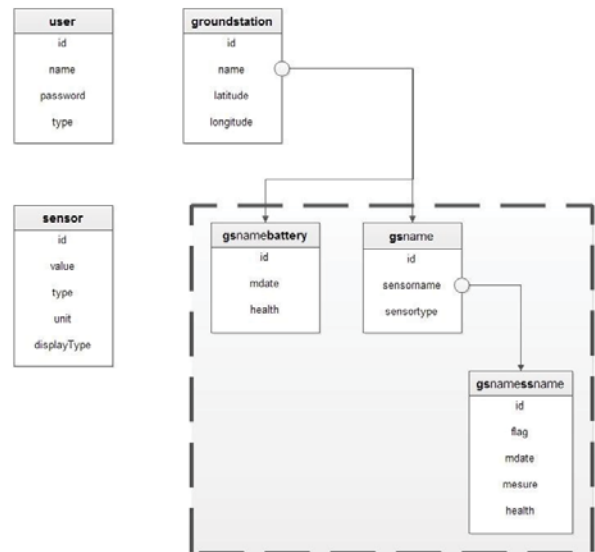 user
id
name
password
type
groundstation
id
name
latitude
longitude
sensor
id
value
type
unit
displayType
gsnamebattery
id
mdate
health
gsname
id
sensorname
sensortype
gsnamessname
id
flag
mdate
mesure
health